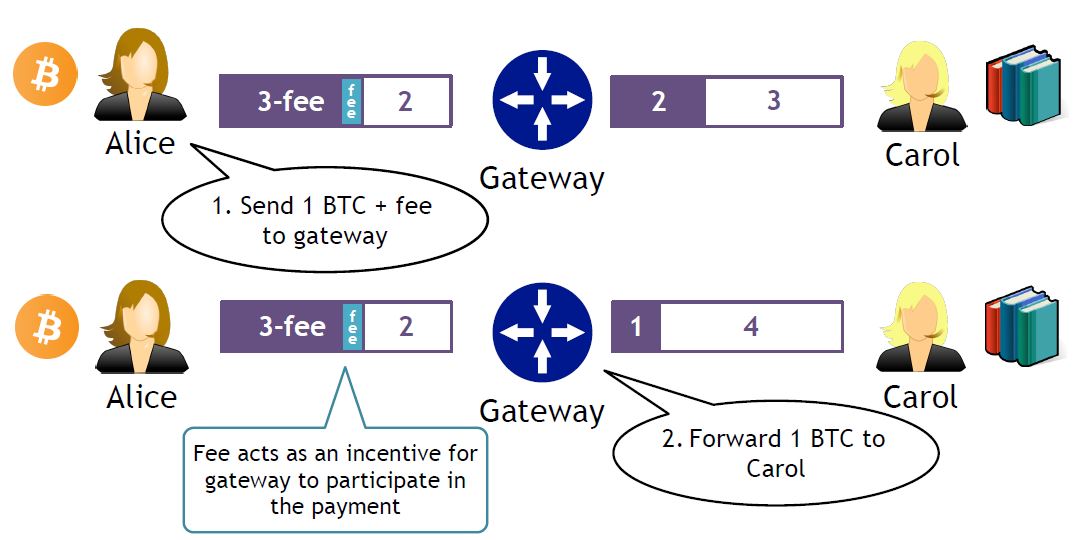 3-fee
fee
2
2
3
Alice
Gateway
Carol
1. Send 1 BTC + fee
to gateway
3-fee
fee
2
1
4
Alice
Gateway
Carol
Fee acts as an incentive for
gateway to participate in
the payment
2. Forward 1 BTC to
Carol